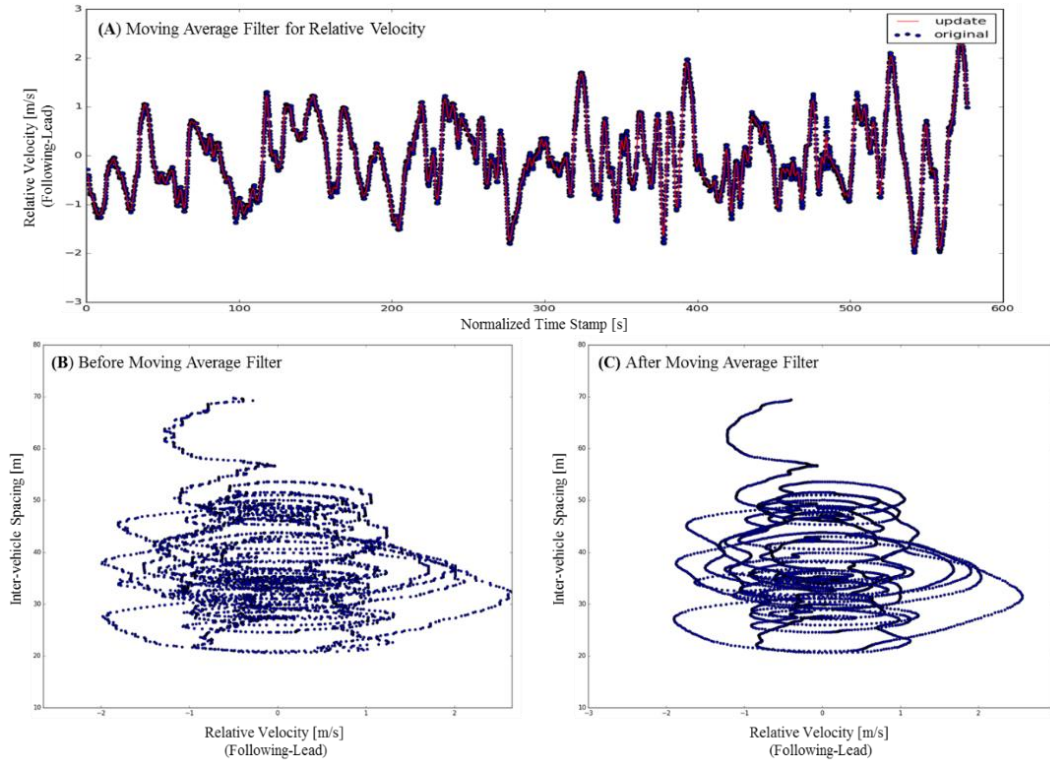 (A) Moving Average Filter for Relative Velocity
update
original
3
2
1
0
−1
−2
−3
Relative Velocity [m/s]
(Following-Lead)
0 100 200 300 400 500 600
Normalized Time Stamp [s]
(B) Before Moving Average Filter
80
70
60
50
40
30
20
10
Inter-vehicle Spacing [m]
−2 −1 0 1 2
Relative Velocity [m/s]
(Following-Lead)
(C) After Moving Average Filter
80
70
60
50
40
30
20
10
Inter-vehicle Spacing [m]
−3 −2 −1 0 1 2
Relative Velocity [m/s]
(Following-Lead)